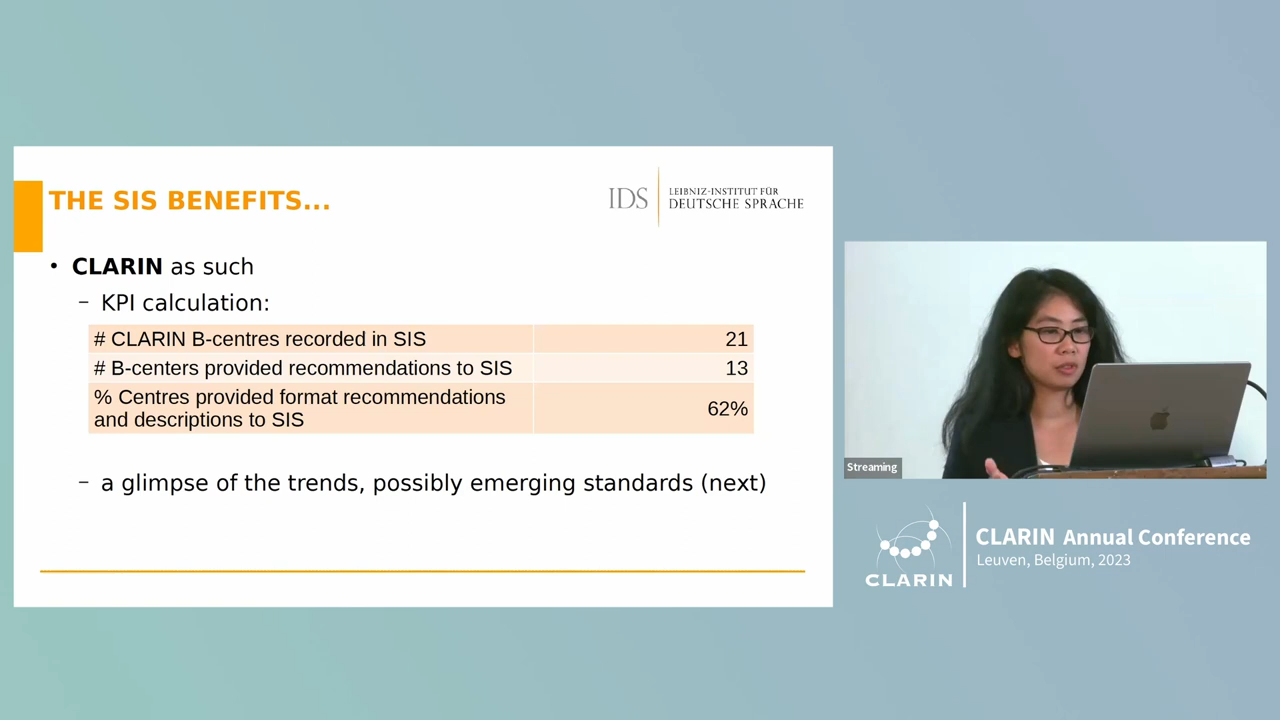 THE SIS BENEFITS...
IDS
LEIBNIZ-INSTITUT FÜR
DEUTSCHE SPRACHE
• CLARIN as such
– KPI calculation:
# CLARIN B-centres recorded in SIS 21
# B-centers provided recommendations to SIS 13
% Centres provided format recommendations
and descriptions to SIS 62%
– a glimpse of the trends, possibly emerging standards (next)
Streaming
CLARIN
CLARIN Annual Conference
Leuven, Belgium, 2023